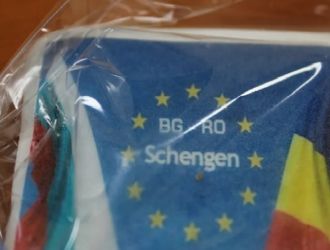 BG - RO
Schengen